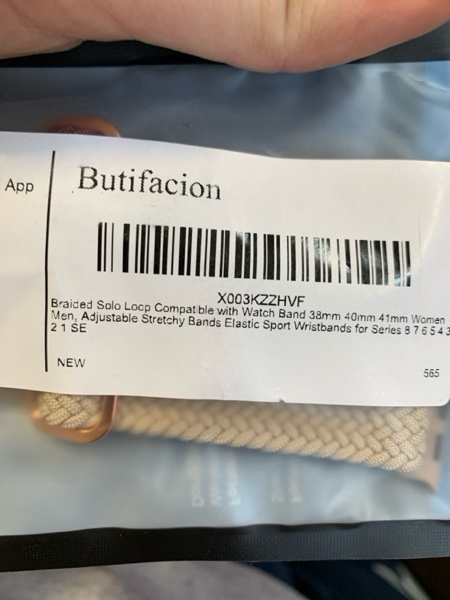 App
Butifacion
X003KZZHVF
Braided Solo Loop Compatible with Watch Band 38mm 40mm 41mm Women
Men, Adjustable Stretchy Bands Elastic Sport Wristbands for Series 8 7 6 5 4 3
2 1 SE
NEW
565